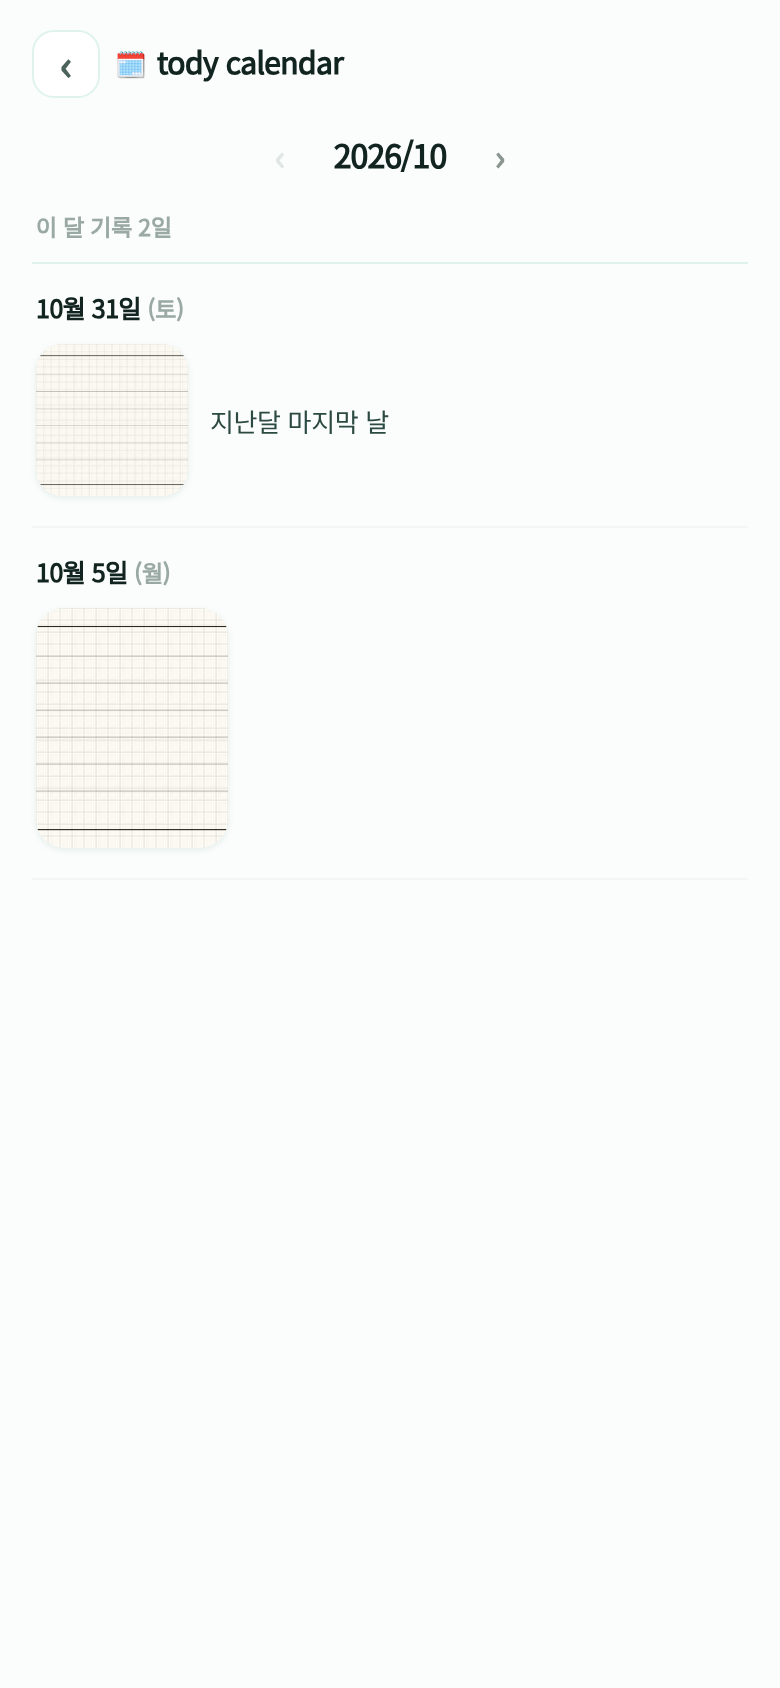 ‹ 🗓️ tody calendar
‹ 2026/10 ›
이 달 기록 2일
10월 31일 (토)
지난달 마지막 날
10월 5일 (월)